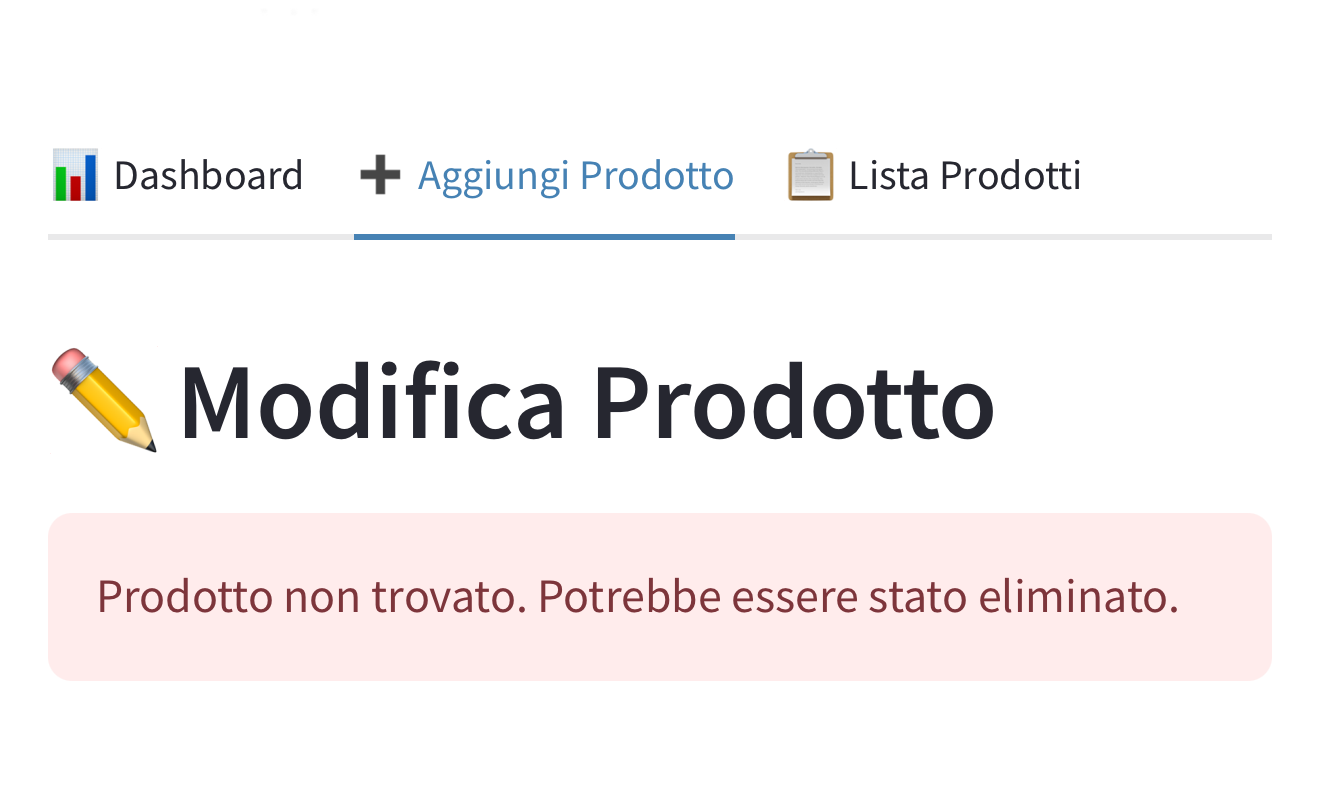 Dashboard Aggiungi Prodotto Lista Prodotti
Modifica Prodotto
Prodotto non trovato. Potrebbe essere stato eliminato.